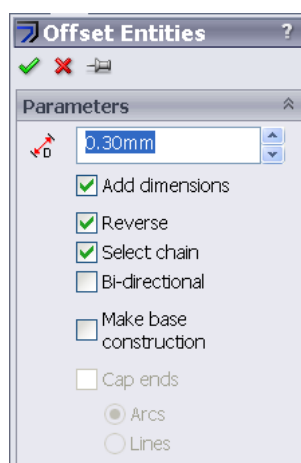 Offset Entities ?
Parameters
D 0.30mm
Add dimensions
Reverse
Select chain
Bi-directional
Make base
construction
Cap ends
Arcs
Lines